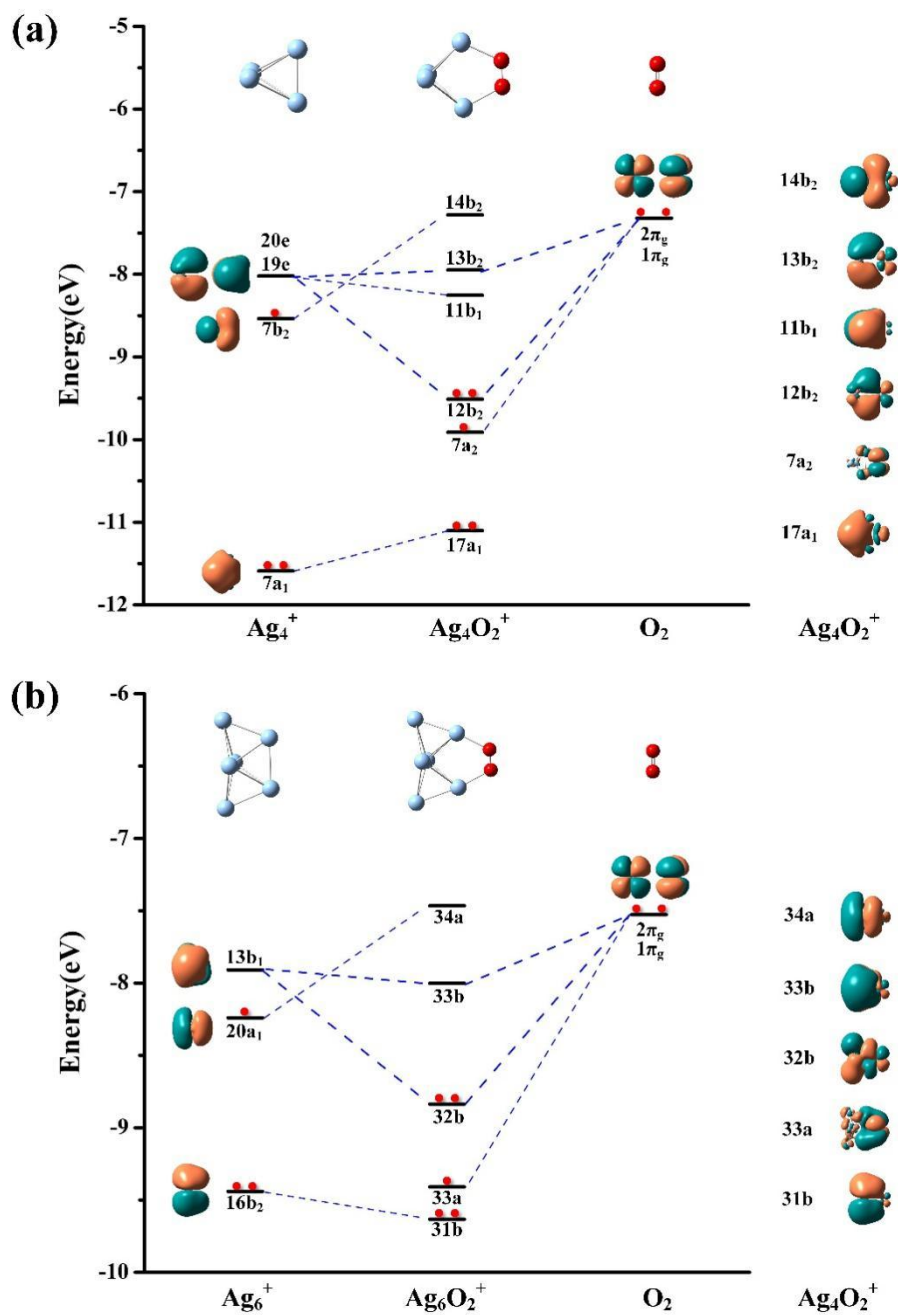 (a)
-5
-6
-7
-8
-9
-10
-11
-12
Energy(eV)
20e
19e
7b₂
7a₁
14b₂
13b₂
11b₁
12b₂
7a₂
17a₁
2πg
1πg
14b₂
13b₂
11b₁
12b₂
7a₂
17a₁
Ag₄⁺ Ag₄O₂⁺ O₂ Ag₄O₂⁺
(b)
-6
-7
-8
-9
-10
Energy(eV)
13b₁
20a₁
16b₂
34a
33b
32b
33a
31b
2πg
1πg
34a
33b
32b
33a
31b
Ag₆⁺ Ag₆O₂⁺ O₂ Ag₄O₂⁺